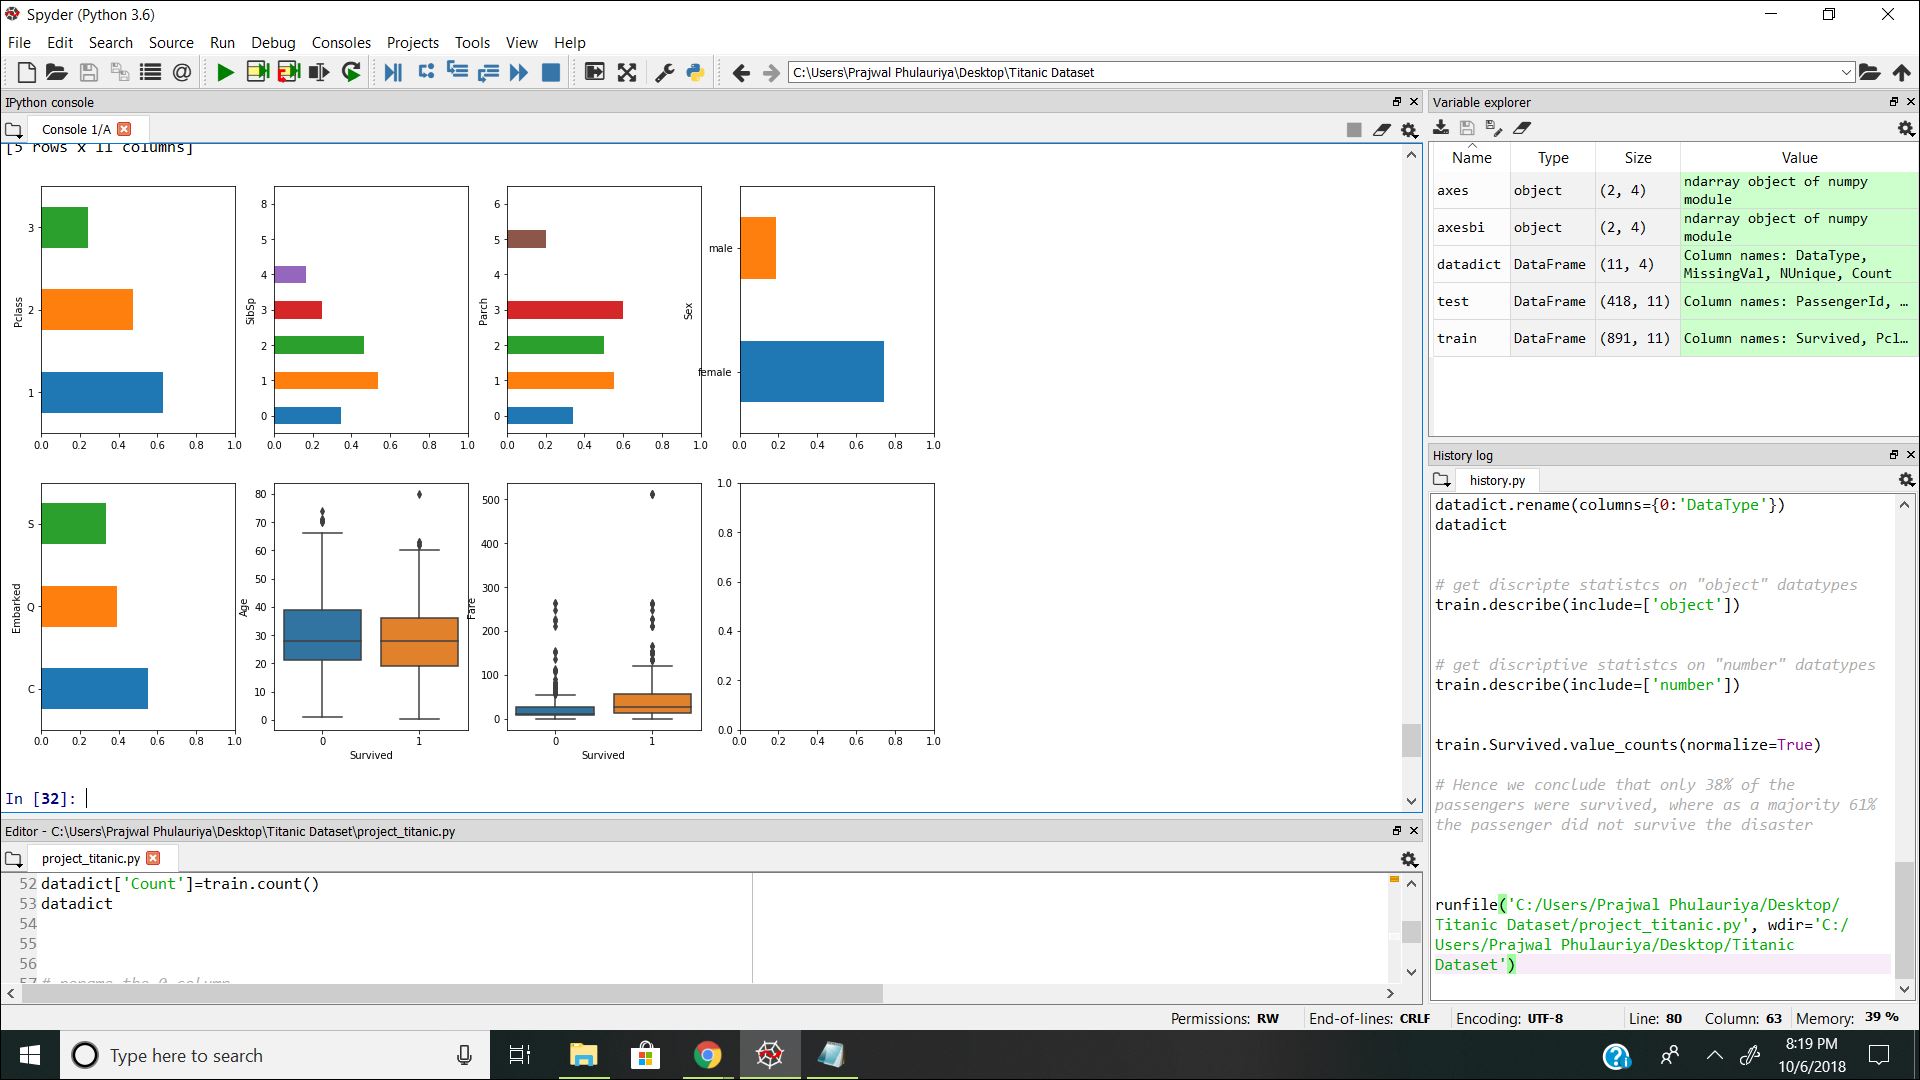 Spyder (Python 3.6)
File Edit Search Source Run Debug Consoles Projects Tools View Help
C:\Users\Prajwal Phulauriya\Desktop\Titanic Dataset
IPython console
Console 1/A
[5 rows x 11 columns]
3
2
1
Pclass
0.0 0.2 0.4 0.6 0.8 1.0
8
5
4
3
2
1
0
SibSp
0.0 0.2 0.4 0.6 0.8 1.0
6
5
4
3
2
1
0
Parch
0.0 0.2 0.4 0.6 0.8 1.0
male
female
Sex
0.0 0.2 0.4 0.6 0.8 1.0
S
Q
C
Embarked
0.0 0.2 0.4 0.6 0.8 1.0
80
70
60
50
40
30
20
10
0
Age
0 1
Survived
500
400
300
200
100
0
Fare
0 1
Survived
1.0
0.8
0.6
0.4
0.2
0.0
0.0 0.2 0.4 0.6 0.8 1.0
In [32]:
Editor - C:\Users\Prajwal Phulauriya\Desktop\Titanic Dataset\project_titanic.py
project_titanic.py
52 datadict['Count']=train.count()
53 datadict
54
55
56
57 # rename the 0 column
Variable explorer
Name Type Size Value
axes object (2, 4) ndarray object of numpy
module
axesbi object (2, 4) ndarray object of numpy
module
datadict DataFrame (11, 4) Column names: DataType,
MissingVal, NUnique, Count
test DataFrame (418, 11) Column names: PassengerId, …
train DataFrame (891, 11) Column names: Survived, Pcl…
History log
history.py
datadict.rename(columns={0:'DataType'})
datadict
# get discripte statistcs on "object" datatypes
train.describe(include=['object'])
# get discriptive statistcs on "number" datatypes
train.describe(include=['number'])
train.Survived.value_counts(normalize=True)
# Hence we conclude that only 38% of the
passengers were survived, where as a majority 61%
the passenger did not survive the disaster
runfile('C:/Users/Prajwal Phulauriya/Desktop/
Titanic Dataset/project_titanic.py', wdir='C:/
Users/Prajwal Phulauriya/Desktop/Titanic
Dataset')
Permissions: RW End-of-lines: CRLF Encoding: UTF-8 Line: 80 Column: 63 Memory: 39 %
Type here to search
8:19 PM
10/6/2018